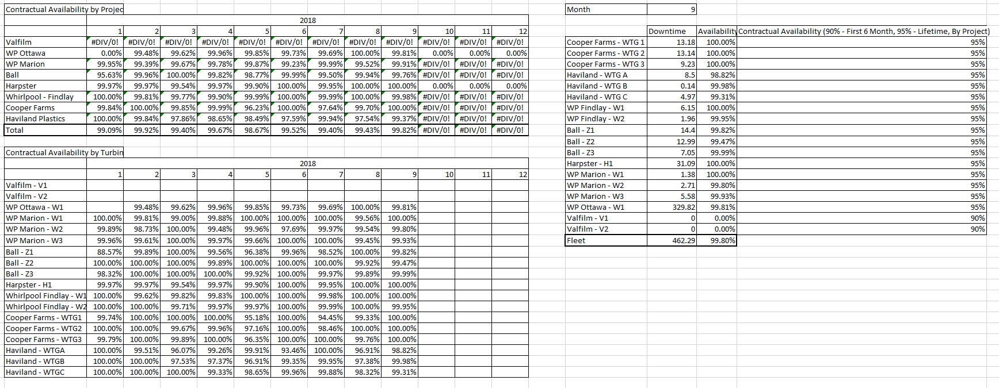 Contractual Availability by Projec
2018
1 2 3 4 5 6 7 8 9 10 11 12
Valfilm #DIV/0! #DIV/0! #DIV/0! #DIV/0! #DIV/0! #DIV/0! #DIV/0! #DIV/0! #DIV/0! #DIV/0! #DIV/0! #DIV/0!
WP Ottawa 0.00% 99.48% 99.62% 99.96% 99.85% 99.73% 99.69% 100.00% 99.81% 0.00% 0.00% 0.00%
WP Marion 99.95% 99.39% 99.67% 99.78% 99.87% 99.23% 99.99% 99.52% 99.91% #DIV/0! #DIV/0! #DIV/0!
Ball 95.63% 99.96% 100.00% 99.82% 98.77% 99.99% 99.50% 99.94% 99.76% #DIV/0! #DIV/0! #DIV/0!
Harpster 99.97% 99.97% 99.54% 99.97% 99.90% 100.00% 99.95% 100.00% 100.00% 0.00% 0.00% 0.00%
Whirlpool - Findlay 100.00% 99.81% 99.77% 99.90% 99.99% 100.00% 99.99% 100.00% 99.98% #DIV/0! #DIV/0! #DIV/0!
Cooper Farms 99.84% 100.00% 99.85% 99.99% 96.23% 100.00% 97.64% 99.70% 100.00% #DIV/0! #DIV/0! #DIV/0!
Haviland Plastics 100.00% 99.84% 97.86% 98.65% 98.49% 97.59% 99.94% 97.54% 99.37% #DIV/0! #DIV/0! #DIV/0!
Total 99.09% 99.92% 99.40% 99.67% 98.67% 99.52% 99.40% 99.43% 99.82% #DIV/0! #DIV/0! #DIV/0!
Contractual Availability by Turbin
2018
1 2 3 4 5 6 7 8 9 10 11 12
Valfilm - V1
Valfilm - V2
WP Ottawa - W1 99.48% 99.62% 99.96% 99.85% 99.73% 99.69% 100.00% 99.81%
WP Marion - W1 100.00% 99.81% 99.00% 99.88% 100.00% 100.00% 100.00% 99.56% 100.00%
WP Marion - W2 99.89% 98.73% 100.00% 99.48% 99.96% 97.69% 99.97% 99.54% 99.80%
WP Marion - W3 99.96% 99.61% 100.00% 99.97% 99.66% 100.00% 100.00% 99.45% 99.93%
Ball - Z1 88.57% 99.89% 100.00% 99.56% 96.38% 99.96% 98.52% 100.00% 99.82%
Ball - Z2 100.00% 100.00% 100.00% 99.89% 100.00% 100.00% 100.00% 99.92% 99.47%
Ball - Z3 98.32% 100.00% 100.00% 100.00% 99.92% 100.00% 99.97% 99.89% 99.99%
Harpster - H1 99.97% 99.97% 99.54% 99.97% 99.90% 100.00% 99.95% 100.00% 100.00%
Whirlpool Findlay - W1 100.00% 99.62% 99.82% 99.83% 100.00% 100.00% 99.98% 100.00% 100.00%
Whirlpool Findlay - W2 100.00% 100.00% 99.71% 99.97% 99.97% 100.00% 99.99% 100.00% 99.95%
Cooper Farms - WTG1 99.74% 100.00% 100.00% 100.00% 95.18% 100.00% 94.45% 99.33% 100.00%
Cooper Farms - WTG2 100.00% 100.00% 99.67% 99.96% 97.16% 100.00% 98.46% 100.00% 100.00%
Cooper Farms - WTG3 99.79% 100.00% 99.89% 100.00% 96.35% 100.00% 100.00% 99.76% 100.00%
Haviland - WTGA 100.00% 99.51% 96.07% 99.26% 99.91% 93.46% 100.00% 96.91% 98.82%
Haviland - WTGB 100.00% 100.00% 97.53% 97.37% 96.91% 99.35% 99.95% 97.38% 99.98%
Haviland - WTGC 100.00% 100.00% 100.00% 99.33% 98.65% 99.96% 99.88% 98.32% 99.31%
Month 9
Downtime Availability Contractual Availability (90% - First 6 Month, 95% - Lifetime, By Project)
Cooper Farms - WTG 1 13.18 100.00% 95%
Cooper Farms - WTG 2 13.14 100.00% 95%
Cooper Farms - WTG 3 9.23 100.00% 95%
Haviland - WTG A 8.5 98.82% 95%
Haviland - WTG B 0.14 99.98% 95%
Haviland - WTG C 4.97 99.31% 95%
WP Findlay - W1 6.15 100.00% 95%
WP Findlay - W2 1.96 99.95% 95%
Ball - Z1 14.4 99.82% 95%
Ball - Z2 12.99 99.47% 95%
Ball - Z3 7.05 99.99% 95%
Harpster - H1 31.09 100.00% 95%
WP Marion - W1 1.38 100.00% 95%
WP Marion - W2 2.71 99.80% 95%
WP Marion - W3 5.58 99.93% 95%
WP Ottawa - W1 329.82 99.81% 95%
Valfilm - V1 0 0.00% 90%
Valfilm - V2 0 0.00% 90%
Fleet 462.29 99.80%